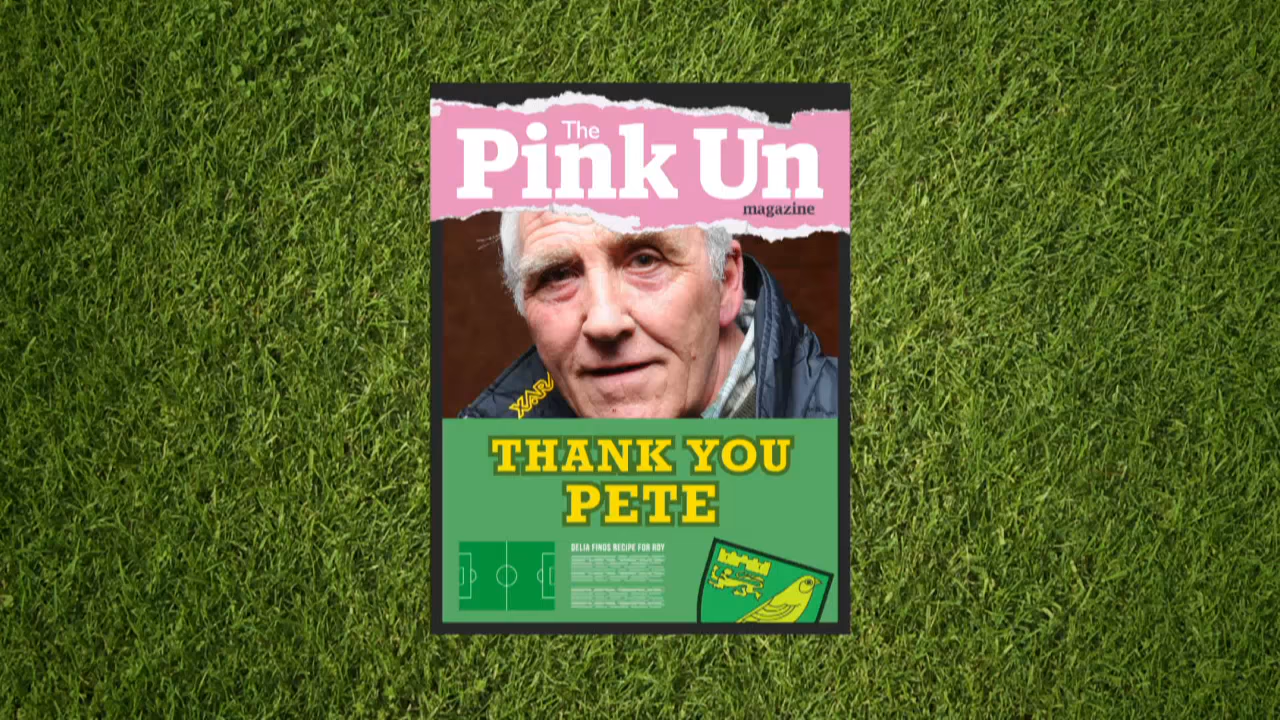 The
Pink Un
magazine
XARA
THANK YOU
PETE
DELIA FINDS RECIPE FOR ROY